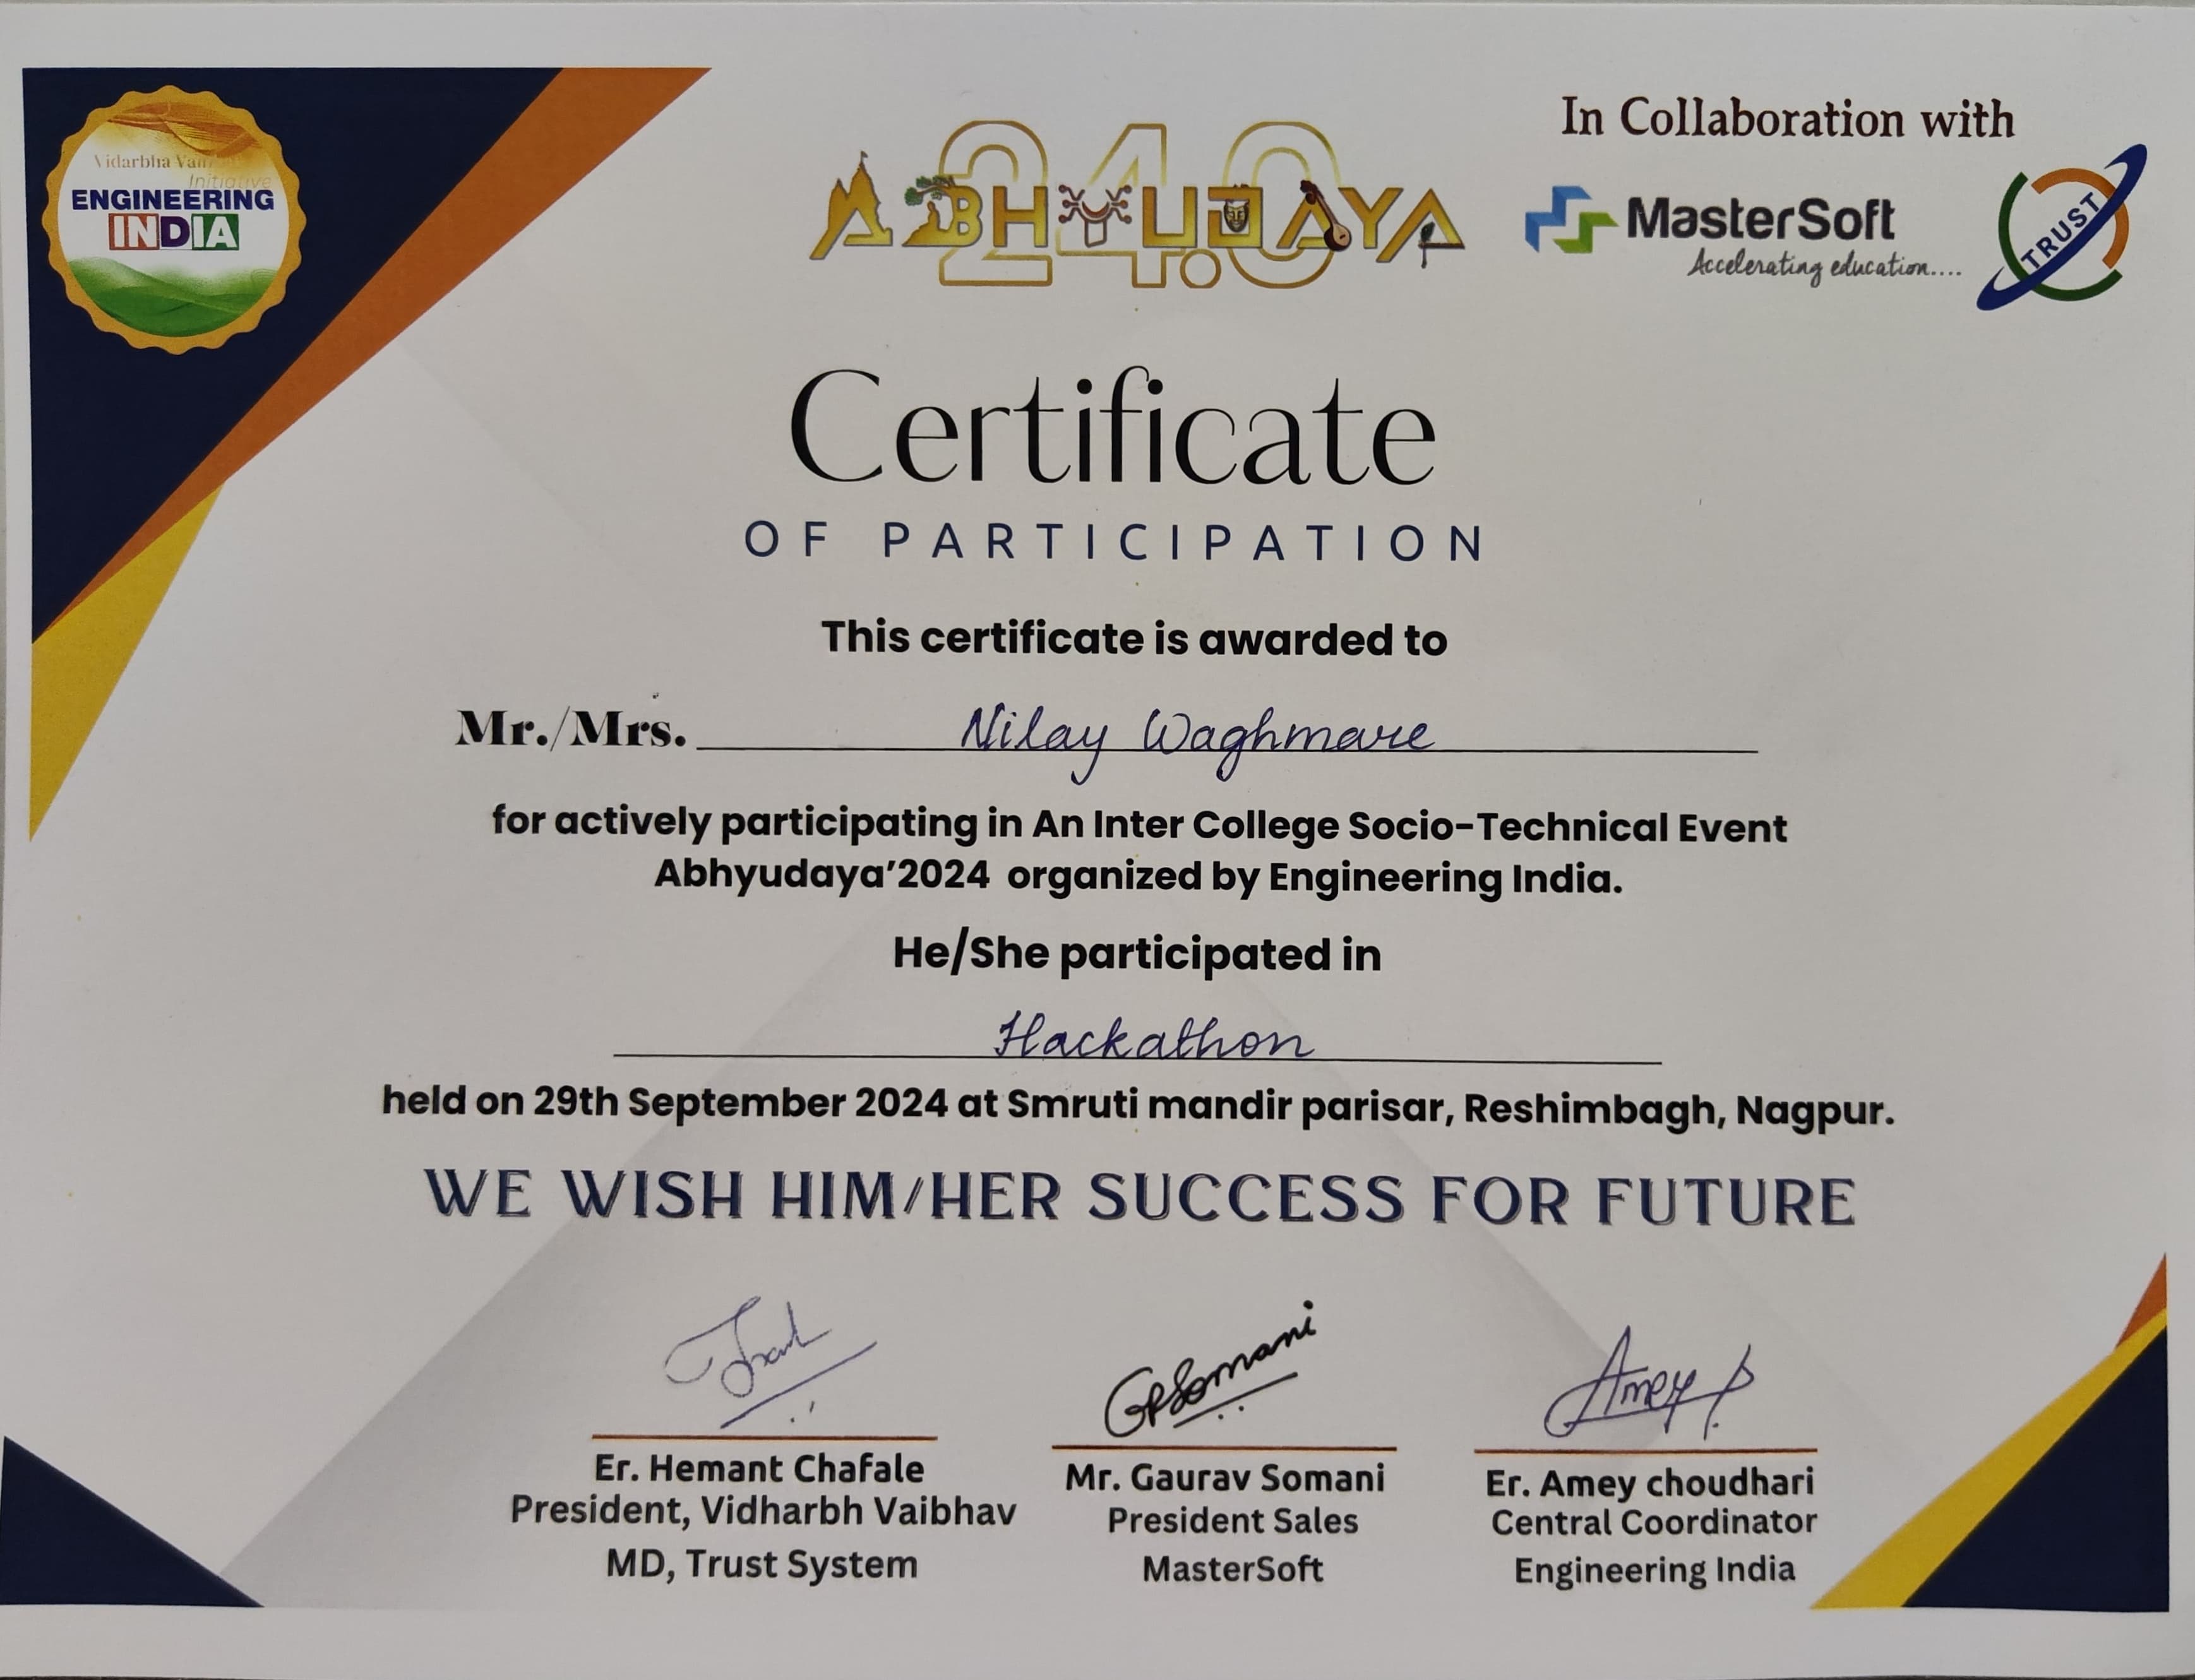 Vidarbha Vai
Initiative
ENGINEERING
INDIA
ABHYUDAYA
24.0
In Collaboration with
MasterSoft
Accelerating education....
TRUST
Certificate
OF PARTICIPATION
This certificate is awarded to
Mr./Mrs. Nilay Waghmare
for actively participating in An Inter College Socio-Technical Event
Abhyudaya'2024 organized by Engineering India.
He/She participated in
Hackathon
held on 29th September 2024 at Smruti mandir parisar, Reshimbagh, Nagpur.
WE WISH HIM/HER SUCCESS FOR FUTURE
GPSomani
Amey
Er. Hemant Chafale
President, Vidharbh Vaibhav
MD, Trust System
Mr. Gaurav Somani
President Sales
MasterSoft
Er. Amey choudhari
Central Coordinator
Engineering India